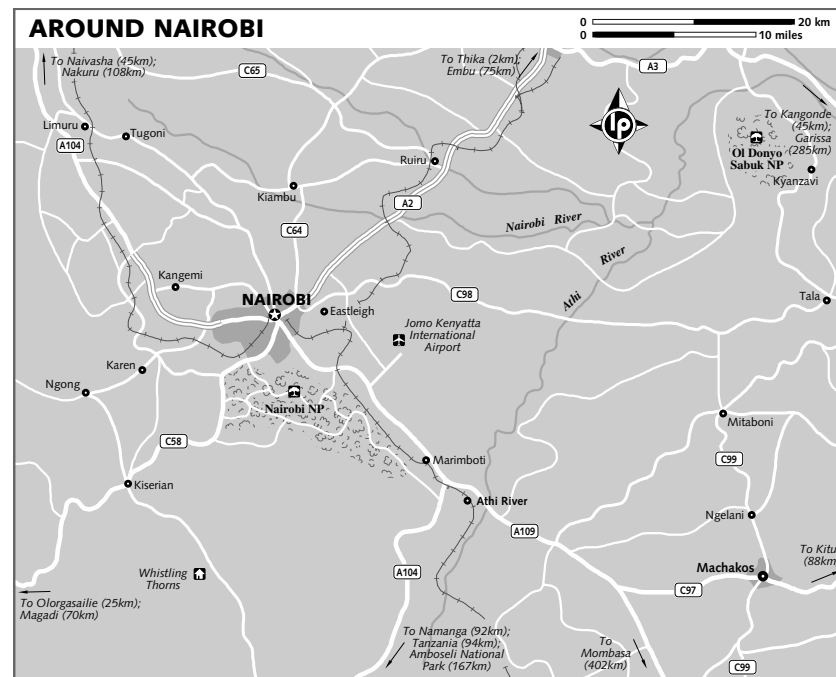 AROUND NAIROBI
0 20 km
0 10 miles
To Naivasha (45km);
Nakuru (108km)
C65
To Thika (2km);
Embu (75km)
A3
lp
To Kangonde
(45km);
Garissa
(285km)
Limuru
Tugoni
A104
Ol Donyo
Sabuk NP
Ruiru
Kyanzavi
Kiambu
A2
Nairobi River
C64
Athi River
Kangemi
NAIROBI
C98
Tala
Eastleigh
Jomo Kenyatta
International
Airport
Karen
Ngong
Nairobi NP
Mitaboni
C58
Marimboti
C99
Kiserian
Athi River
Ngelani
A109
Whistling
Thorns
A104
Machakos
To Kitu
(88km)
C97
To Olorgasailie (25km);
Magadi (70km)
To Namanga (92km);
Tanzania (94km);
Amboseli National
Park (167km)
To
Mombasa
(402km)
C99